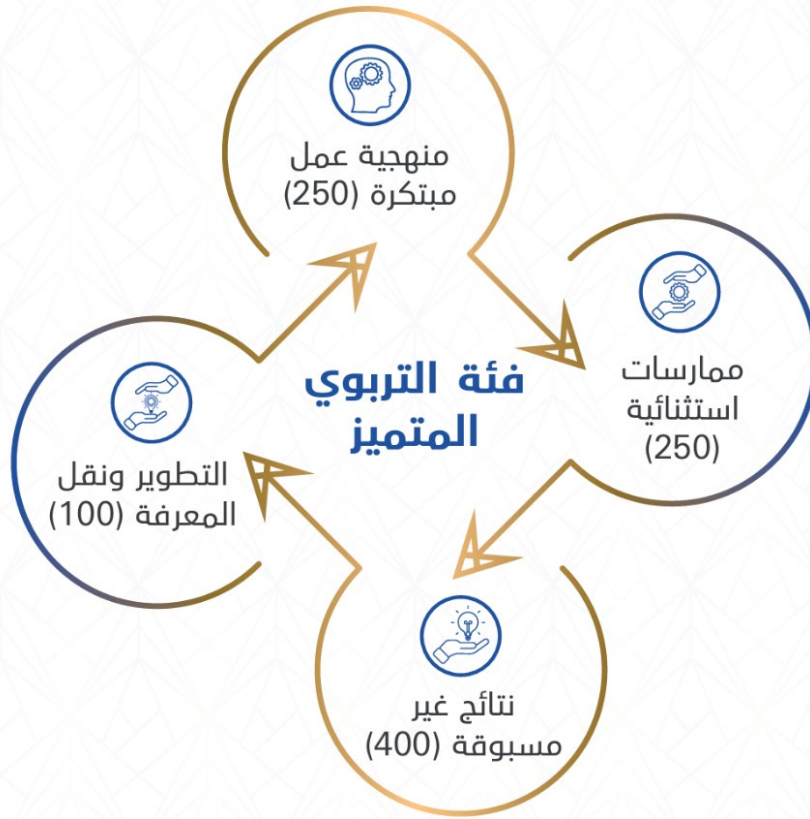 منهجية عمل
مبتكرة (250)
ممارسات
استثنائية
(250)
فئة التربوي
المتميز
التطوير ونقل
المعرفة (100)
نتائج غير
مسبوقة (400)